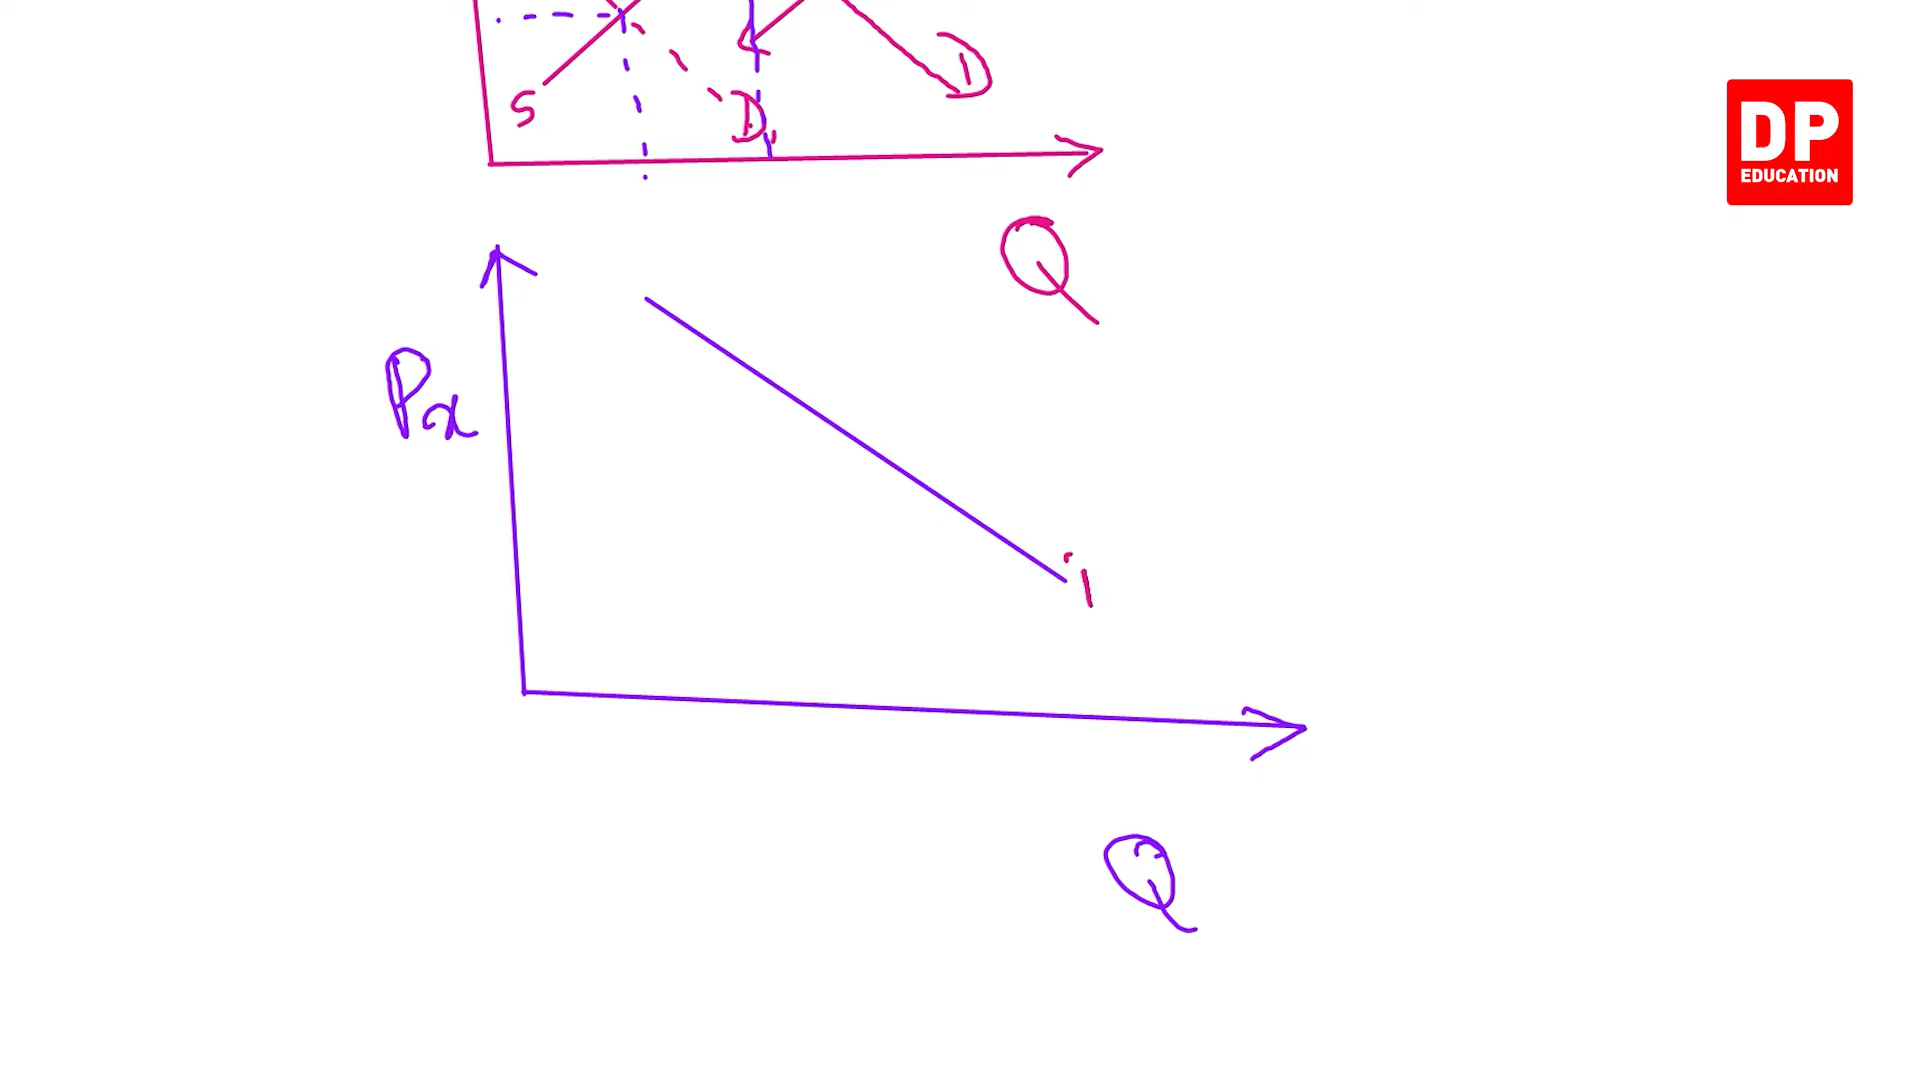 S
D₁
D
DP
EDUCATION
Q
Px
Q